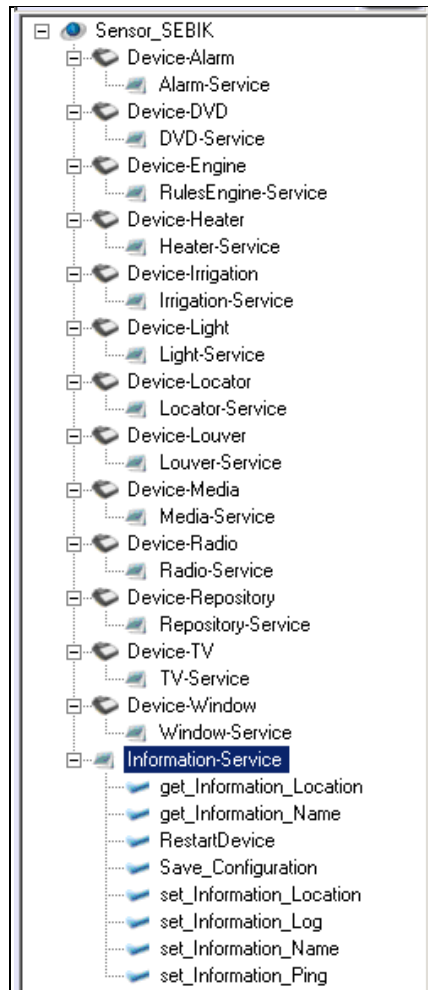 Sensor_SEBIK
Device-Alarm
Alarm-Service
Device-DVD
DVD-Service
Device-Engine
RulesEngine-Service
Device-Heater
Heater-Service
Device-Irrigation
Irrigation-Service
Device-Light
Light-Service
Device-Locator
Locator-Service
Device-Louver
Louver-Service
Device-Media
Media-Service
Device-Radio
Radio-Service
Device-Repository
Repository-Service
Device-TV
TV-Service
Device-Window
Window-Service
Information-Service
get_Information_Location
get_Information_Name
RestartDevice
Save_Configuration
set_Information_Location
set_Information_Log
set_Information_Name
set_Information_Ping